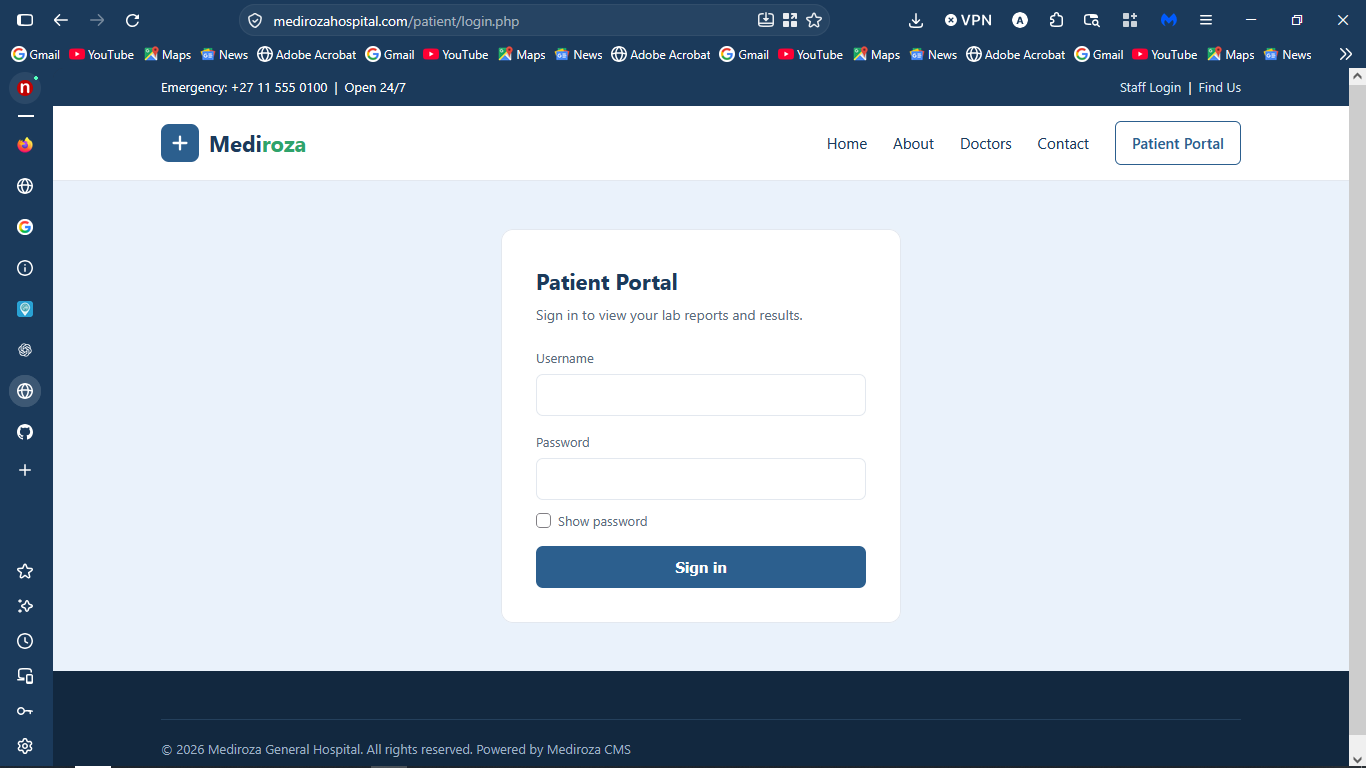 medirozahospital.com/patient/login.php
VPN
A
Gmail YouTube Maps News Adobe Acrobat Gmail YouTube Maps News Adobe Acrobat Gmail YouTube Maps News Adobe Acrobat Gmail YouTube Maps News
n
Emergency: +27 11 555 0100 | Open 24/7
Staff Login | Find Us
Mediroza
Home About Doctors Contact Patient Portal
Patient Portal
Sign in to view your lab reports and results.
Username
Password
Show password
Sign in
© 2026 Mediroza General Hospital. All rights reserved. Powered by Mediroza CMS